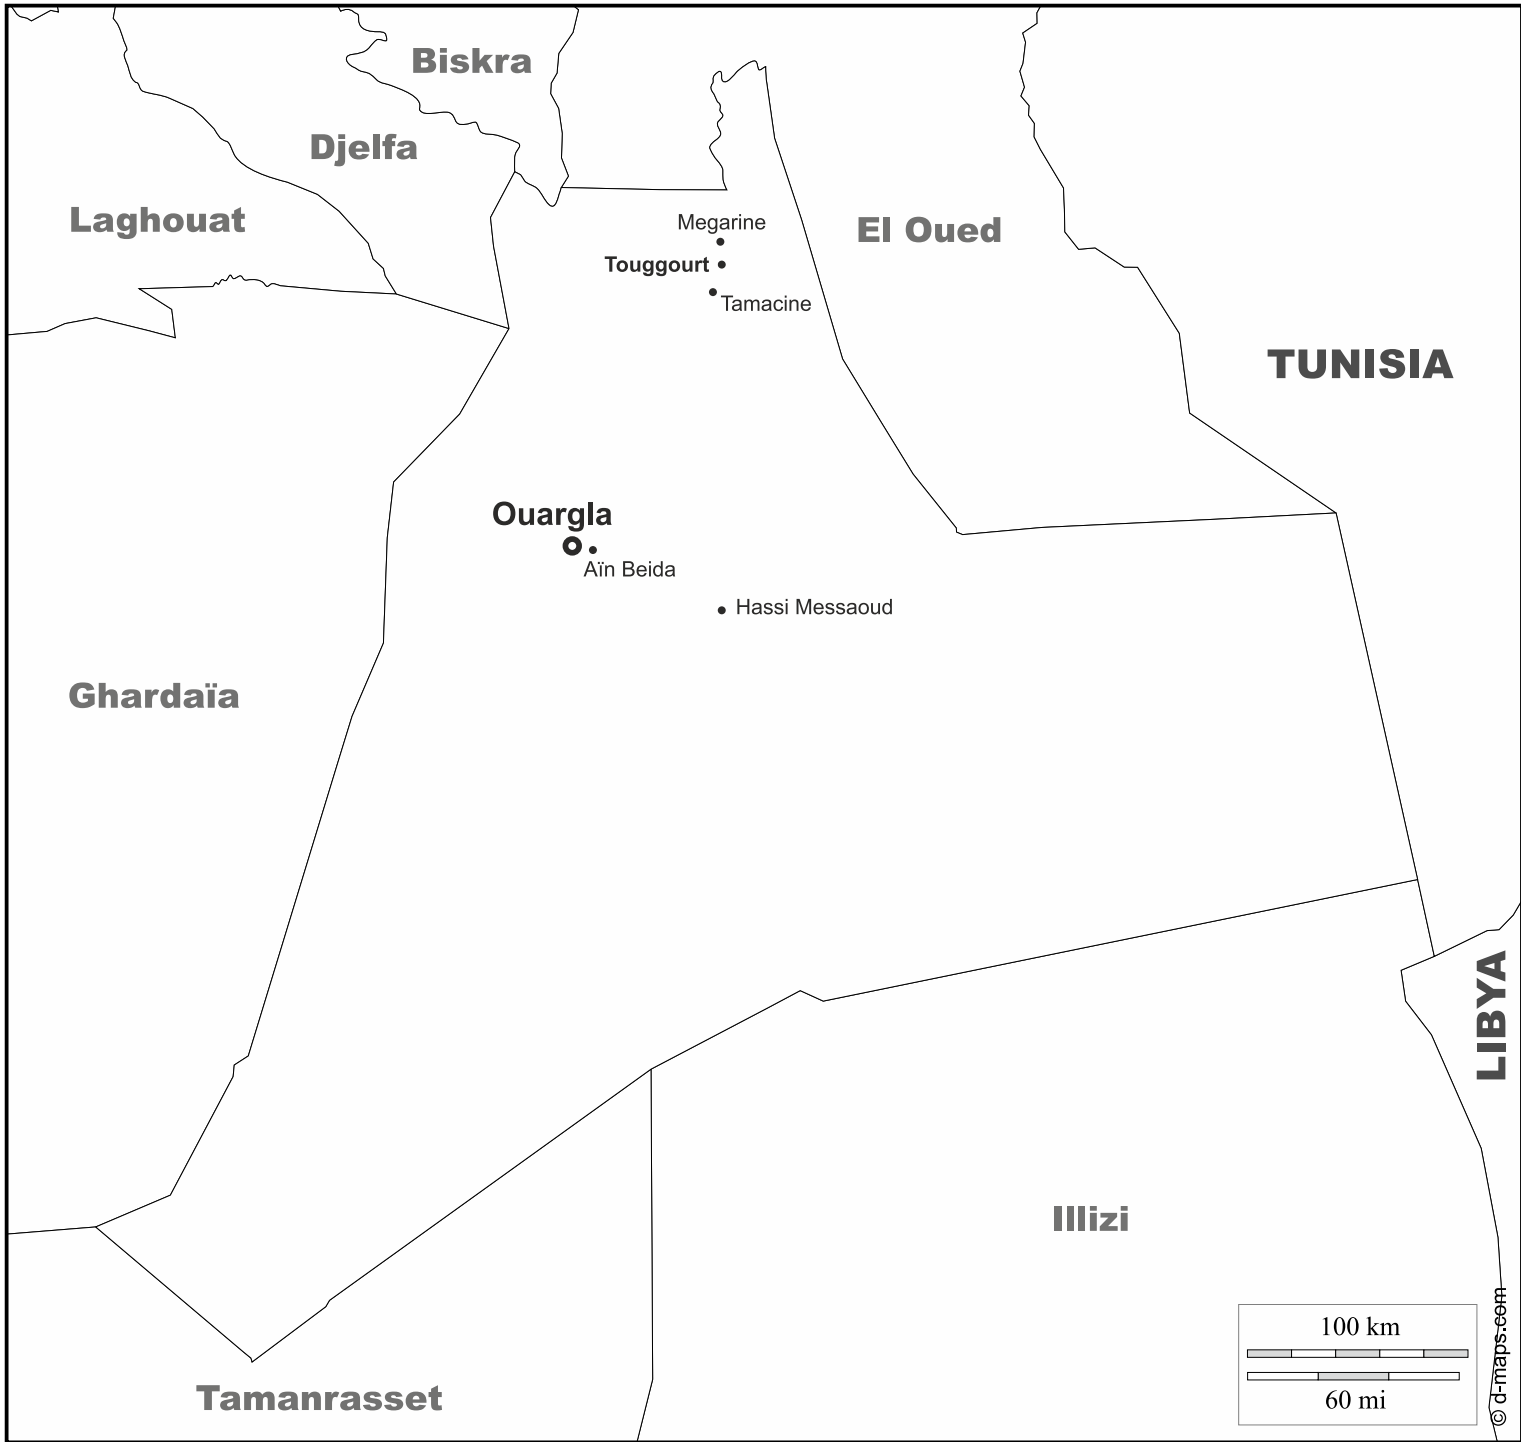 Biskra
Djelfa
Laghouat
Megarine
El Oued
Touggourt
Tamacine
TUNISIA
Ouargla
Aïn Beida
Hassi Messaoud
Ghardaïa
LIBYA
Illizi
100 km
60 mi
© d-maps.com
Tamanrasset